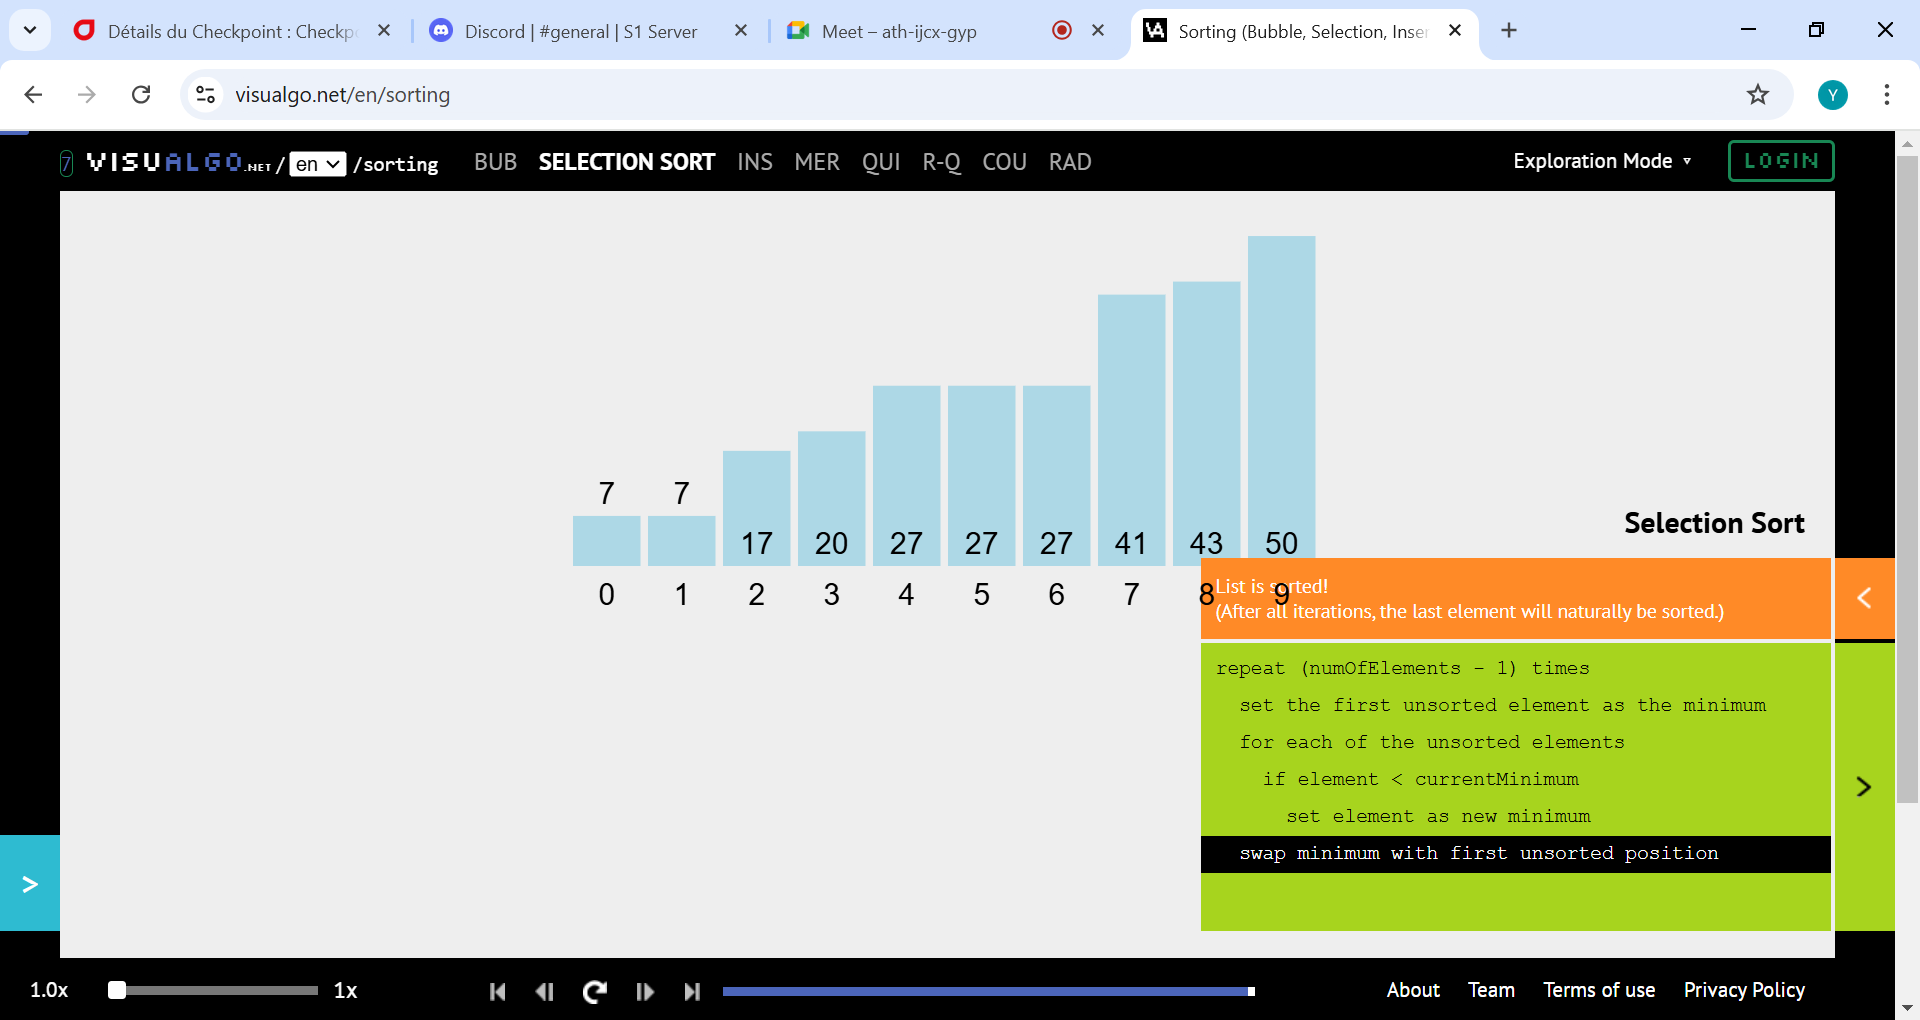 Détails du Checkpoint : Checkp
Discord | #general | S1 Server
Meet – ath-ijcx-gyp
Sorting (Bubble, Selection, Inser
visualgo.net/en/sorting
Y
7 VISUALGO.NET / en /sorting
BUB SELECTION SORT INS MER QUI R-Q COU RAD
Exploration Mode ▾
LOGIN
7 7 17 20 27 27 27 41 43 50
0 1 2 3 4 5 6 7 8 9
Selection Sort
List is sorted!
(After all iterations, the last element will naturally be sorted.)
repeat (numOfElements - 1) times
set the first unsorted element as the minimum
for each of the unsorted elements
if element < currentMinimum
set element as new minimum
swap minimum with first unsorted position
1.0x 1x
About Team Terms of use Privacy Policy